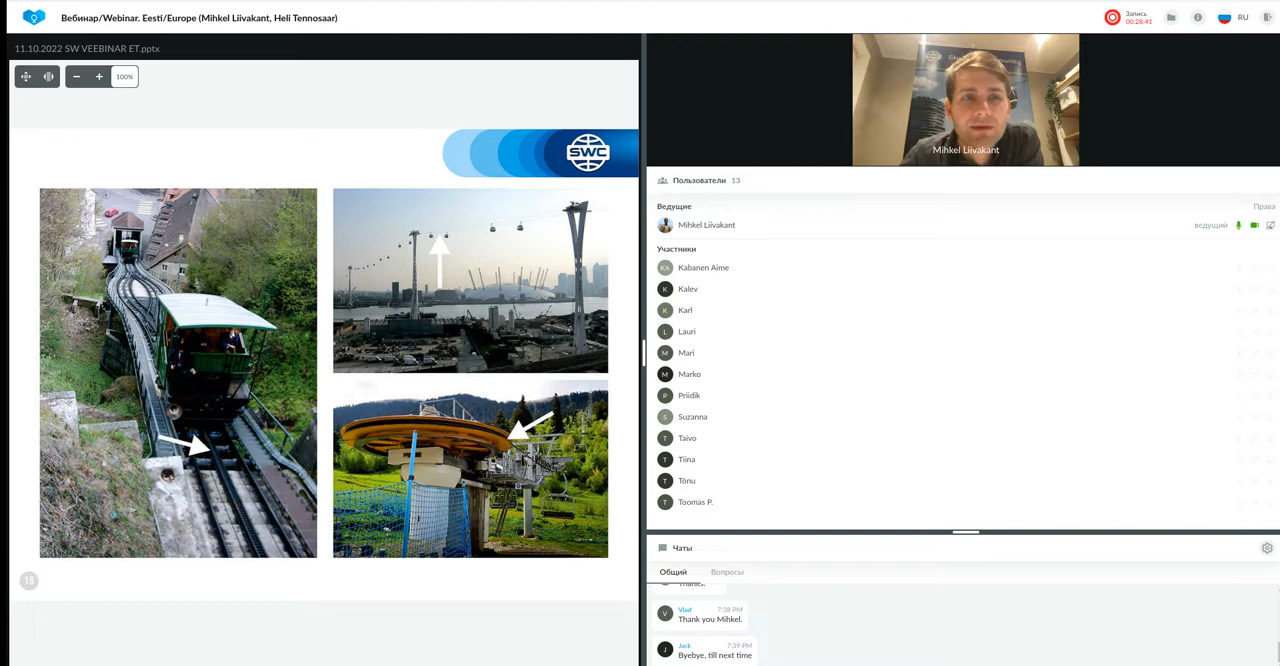 Вебинар/Webinar. Eesti/Europe (Mihkel Liivakant, Heli Tennosaar)
Запись
00:28:41
RU
11.10.2022 SW VEEBINAR ET.pptx
100%
SWC
18
Mihkel Liivakant
Пользователи 13
Ведущие Права
Mihkel Liivakant ведущий
Участники
KA Kabanen Aime
K Kalev
K Karl
L Lauri
M Mari
M Marko
P Priidik
S Suzanna
T Taivo
T Tiina
T Tõnu
T Toomas P.
Чаты
Общий Вопросы
Thanks.
V Vlad 7:38 PM
Thank you Mihkel.
J Jack 7:39 PM
Byebye, till next time